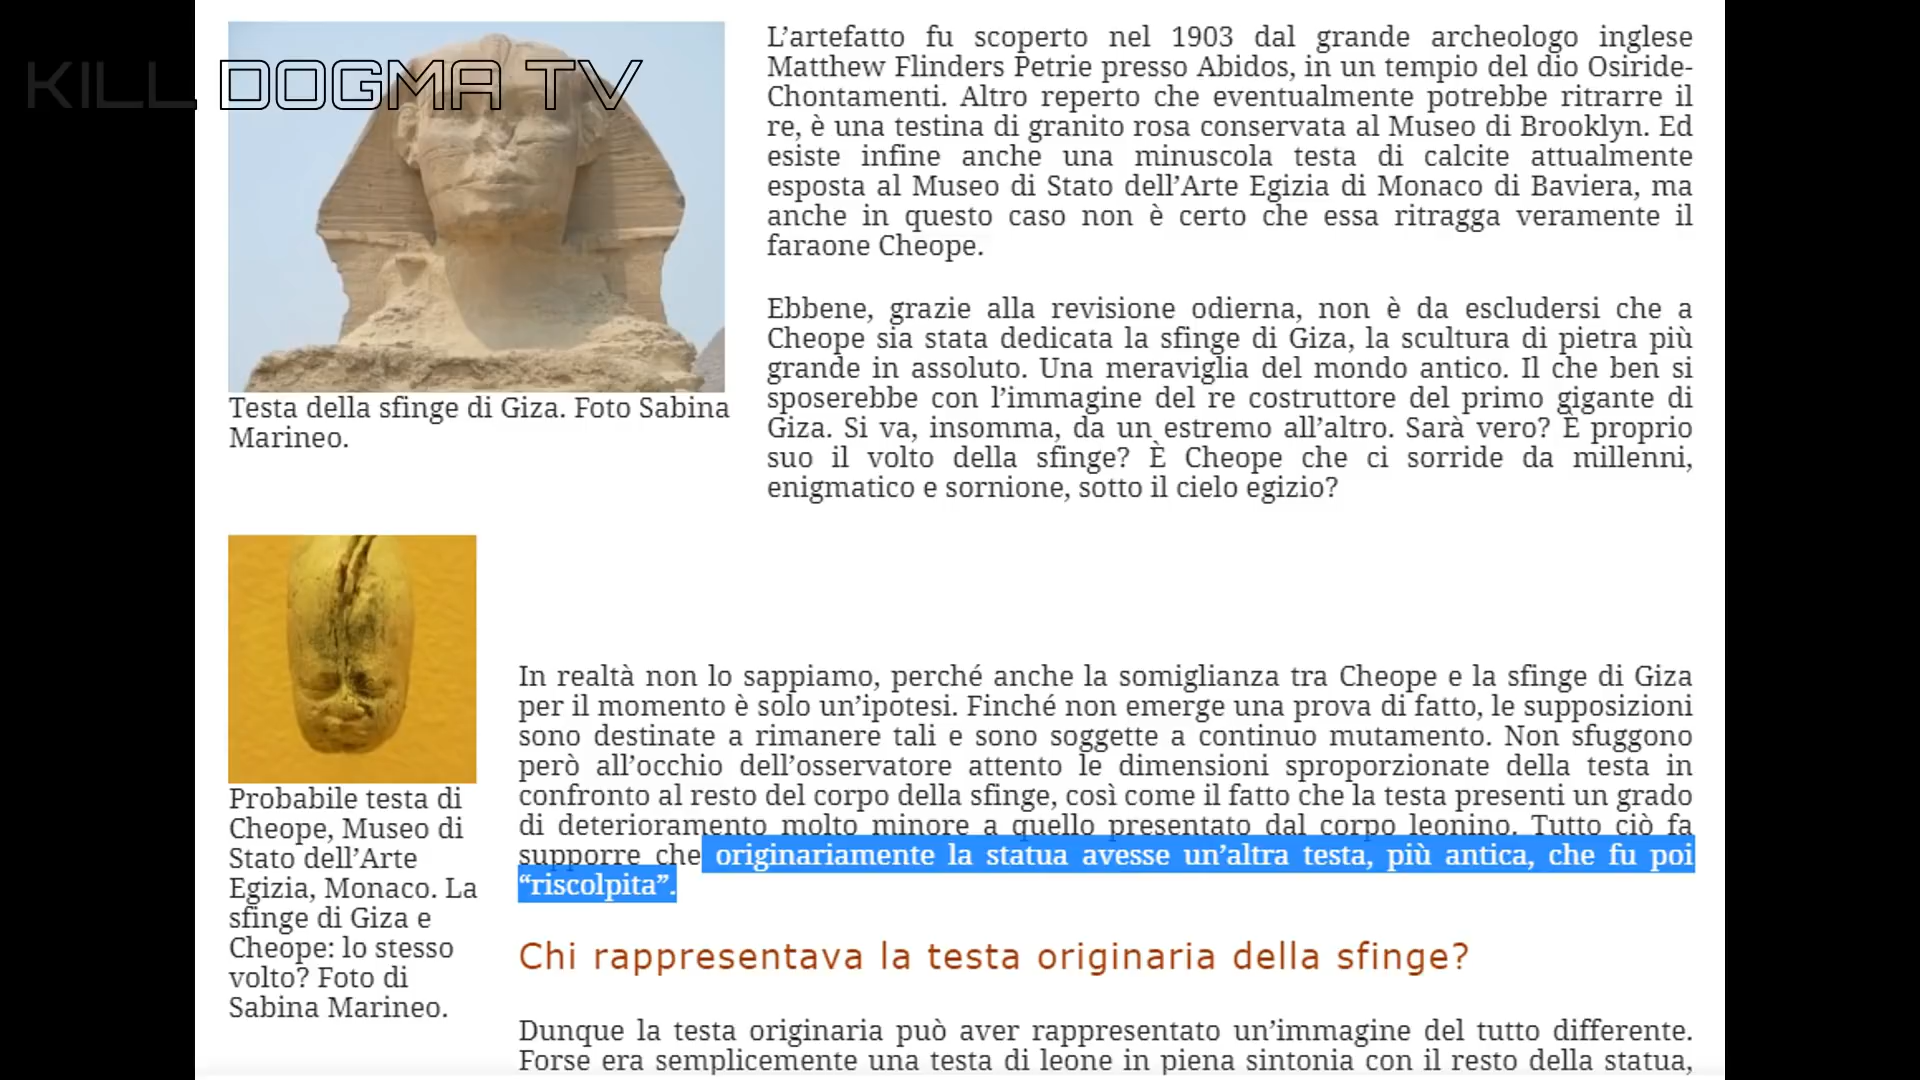 KILL DOGMA TV
L’artefatto fu scoperto nel 1903 dal grande archeologo inglese
Matthew Flinders Petrie presso Abidos, in un tempio del dio Osiride-
Chontamenti. Altro reperto che eventualmente potrebbe ritrarre il
re, è una testina di granito rosa conservata al Museo di Brooklyn. Ed
esiste infine anche una minuscola testa di calcite attualmente
esposta al Museo di Stato dell’Arte Egizia di Monaco di Baviera, ma
anche in questo caso non è certo che essa ritragga veramente il
faraone Cheope.
Ebbene, grazie alla revisione odierna, non è da escludersi che a
Cheope sia stata dedicata la sfinge di Giza, la scultura di pietra più
grande in assoluto. Una meraviglia del mondo antico. Il che ben si
sposerebbe con l’immagine del re costruttore del primo gigante di
Giza. Si va, insomma, da un estremo all’altro. Sarà vero? È proprio
suo il volto della sfinge? È Cheope che ci sorride da millenni,
enigmatico e sornione, sotto il cielo egizio?
Testa della sfinge di Giza. Foto Sabina
Marineo.
In realtà non lo sappiamo, perché anche la somiglianza tra Cheope e la sfinge di Giza
per il momento è solo un’ipotesi. Finché non emerge una prova di fatto, le supposizioni
sono destinate a rimanere tali e sono soggette a continuo mutamento. Non sfuggono
però all’occhio dell’osservatore attento le dimensioni sproporzionate della testa in
confronto al resto del corpo della sfinge, così come il fatto che la testa presenti un grado
di deterioramento molto minore a quello presentato dal corpo leonino. Tutto ciò fa
supporre che originariamente la statua avesse un’altra testa, più antica, che fu poi
“riscolpita”.
Probabile testa di
Cheope, Museo di
Stato dell’Arte
Egizia, Monaco. La
sfinge di Giza e
Cheope: lo stesso
volto? Foto di
Sabina Marineo.
Chi rappresentava la testa originaria della sfinge?
Dunque la testa originaria può aver rappresentato un’immagine del tutto differente.
Forse era semplicemente una testa di leone in piena sintonia con il resto della statua,